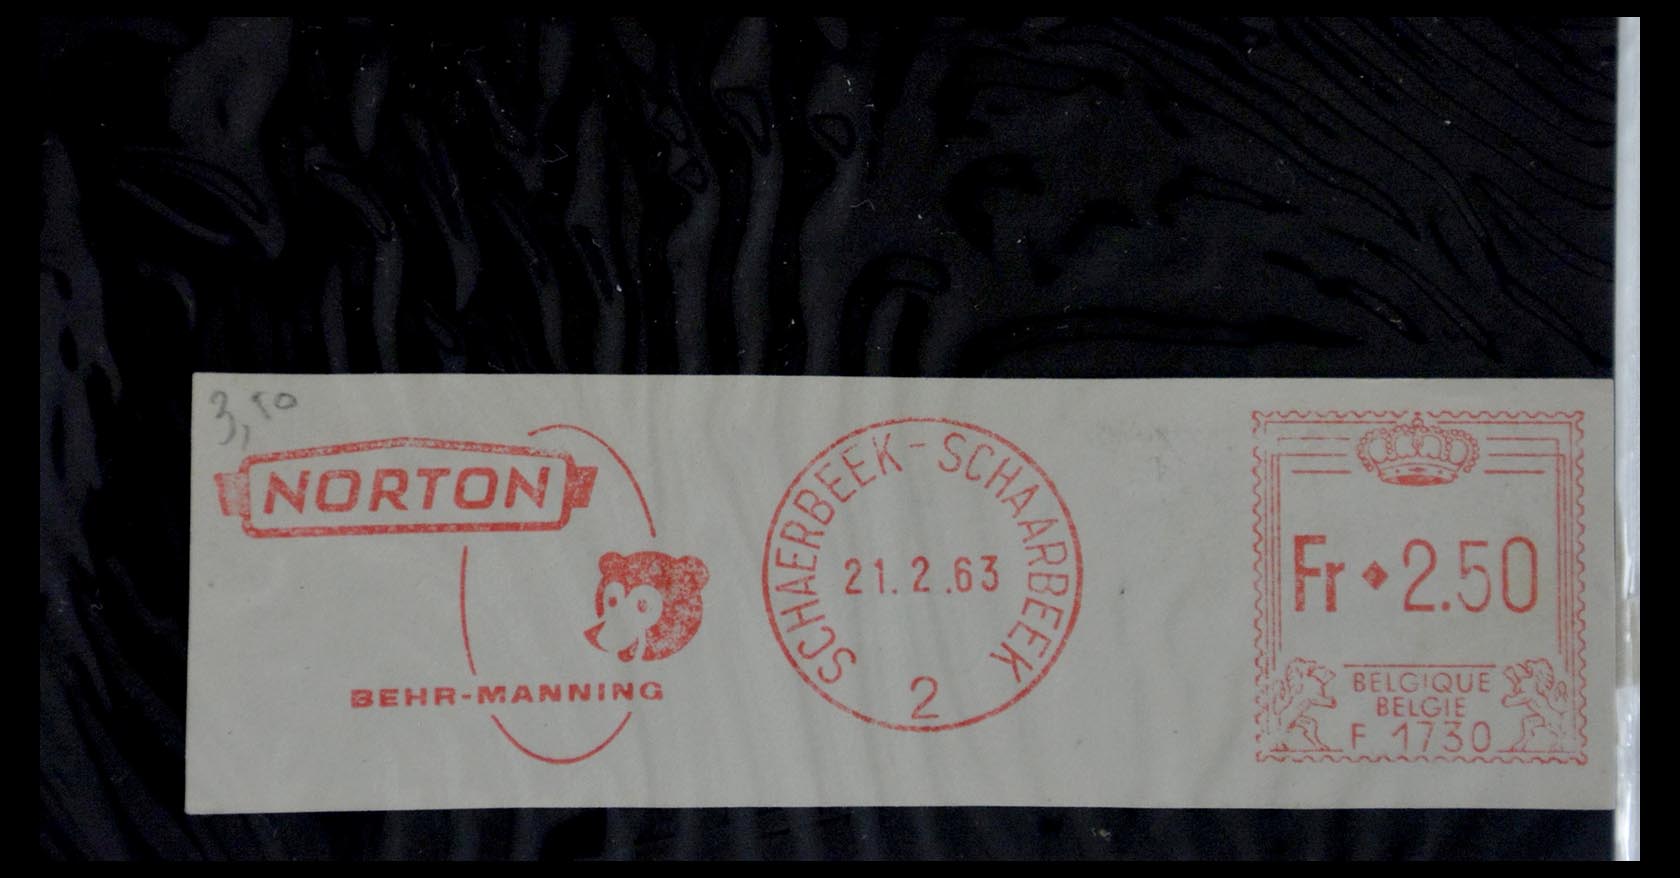 3,50
NORTON
BEHR-MANNING
SCHAERBEEK-SCHAARBEEK
21.2.63
2
Fr◆2.50
BELGIQUE
BELGIE
F 1730